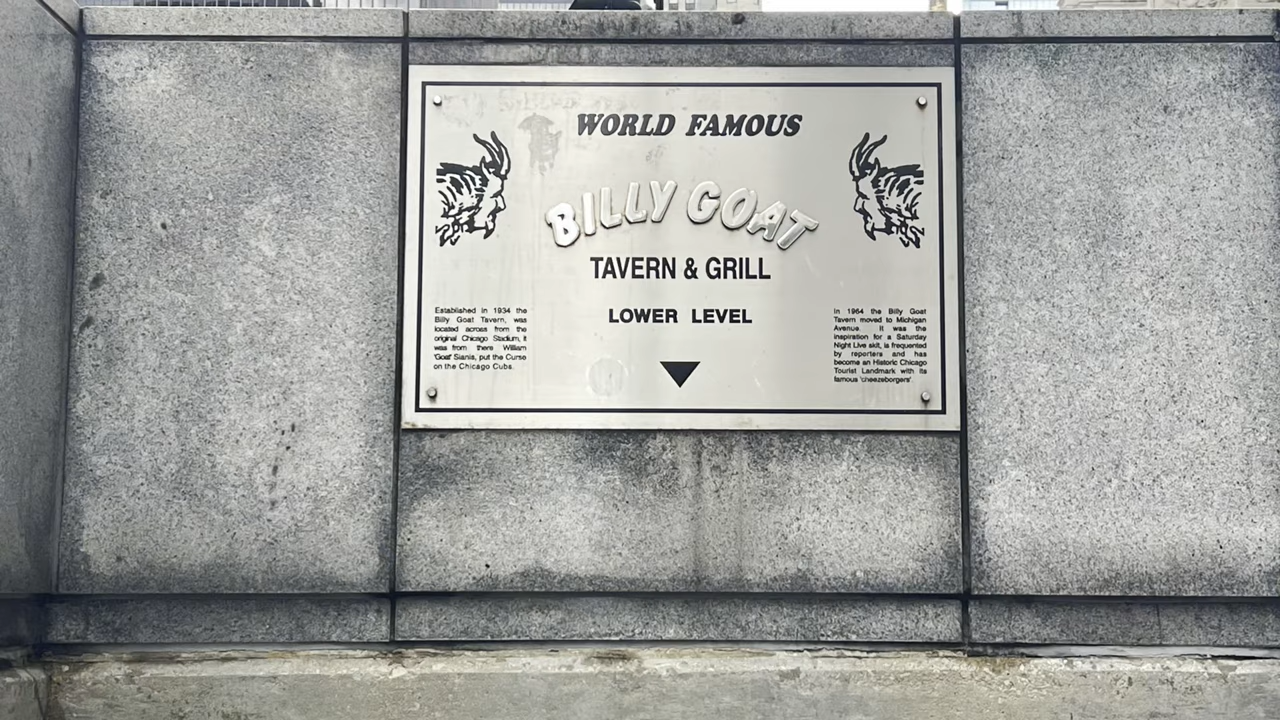 WORLD FAMOUS
BILLY GOAT
TAVERN & GRILL
LOWER LEVEL
Established in 1934 the
Billy Goat Tavern, was
located across from the
original Chicago Stadium, it
was from there William
'Goat' Sianis, put the Curse
on the Chicago Cubs.
In 1964 the Billy Goat
Tavern moved to Michigan
Avenue. It was the
inspiration for a Saturday
Night Live skit, is frequented
by reporters and has
become an Historic Chicago
Tourist Landmark with its
famous 'cheezeborgers'.